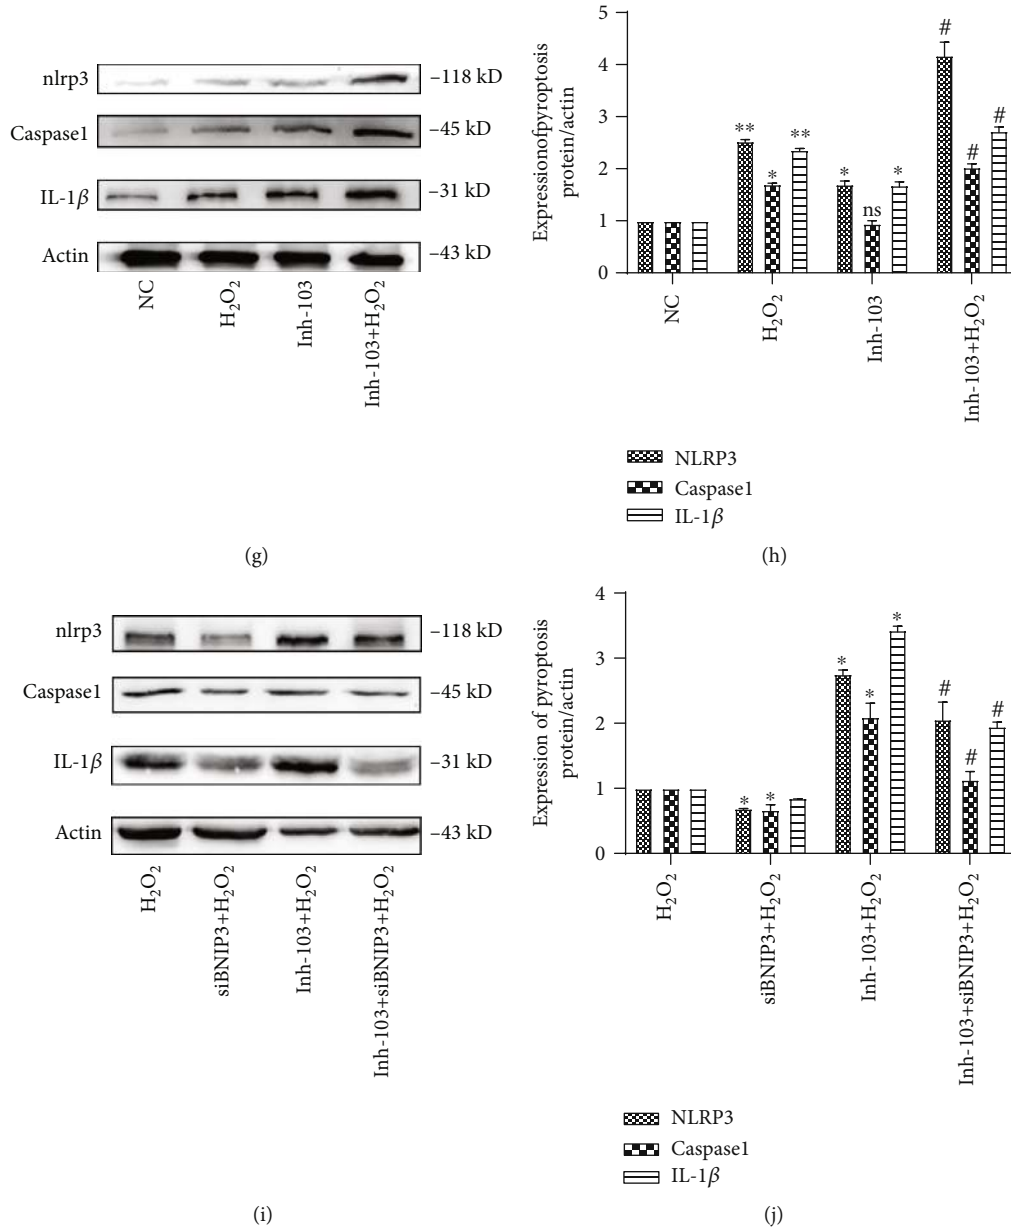 nlrp3
–118 kD
Caspase1
–45 kD
IL-1β
–31 kD
Actin
–43 kD
NC
H₂O₂
Inh-103
Inh-103+H₂O₂
(g)
Expressionofpyroptosis
protein/actin
5
4
3
2
1
0
** * **
* ns *
# # #
NC
H₂O₂
Inh-103
Inh-103+H₂O₂
NLRP3
Caspase1
IL-1β
(h)
nlrp3
–118 kD
Caspase1
–45 kD
IL-1β
–31 kD
Actin
–43 kD
H₂O₂
siBNIP3+H₂O₂
Inh-103+H₂O₂
Inh-103+siBNIP3+H₂O₂
(i)
Expression of pyroptosis
protein/actin
4
3
2
1
0
* *
* * *
# # #
H₂O₂
siBNIP3+H₂O₂
Inh-103+H₂O₂
Inh-103+siBNIP3+H₂O₂
NLRP3
Caspase1
IL-1β
(j)